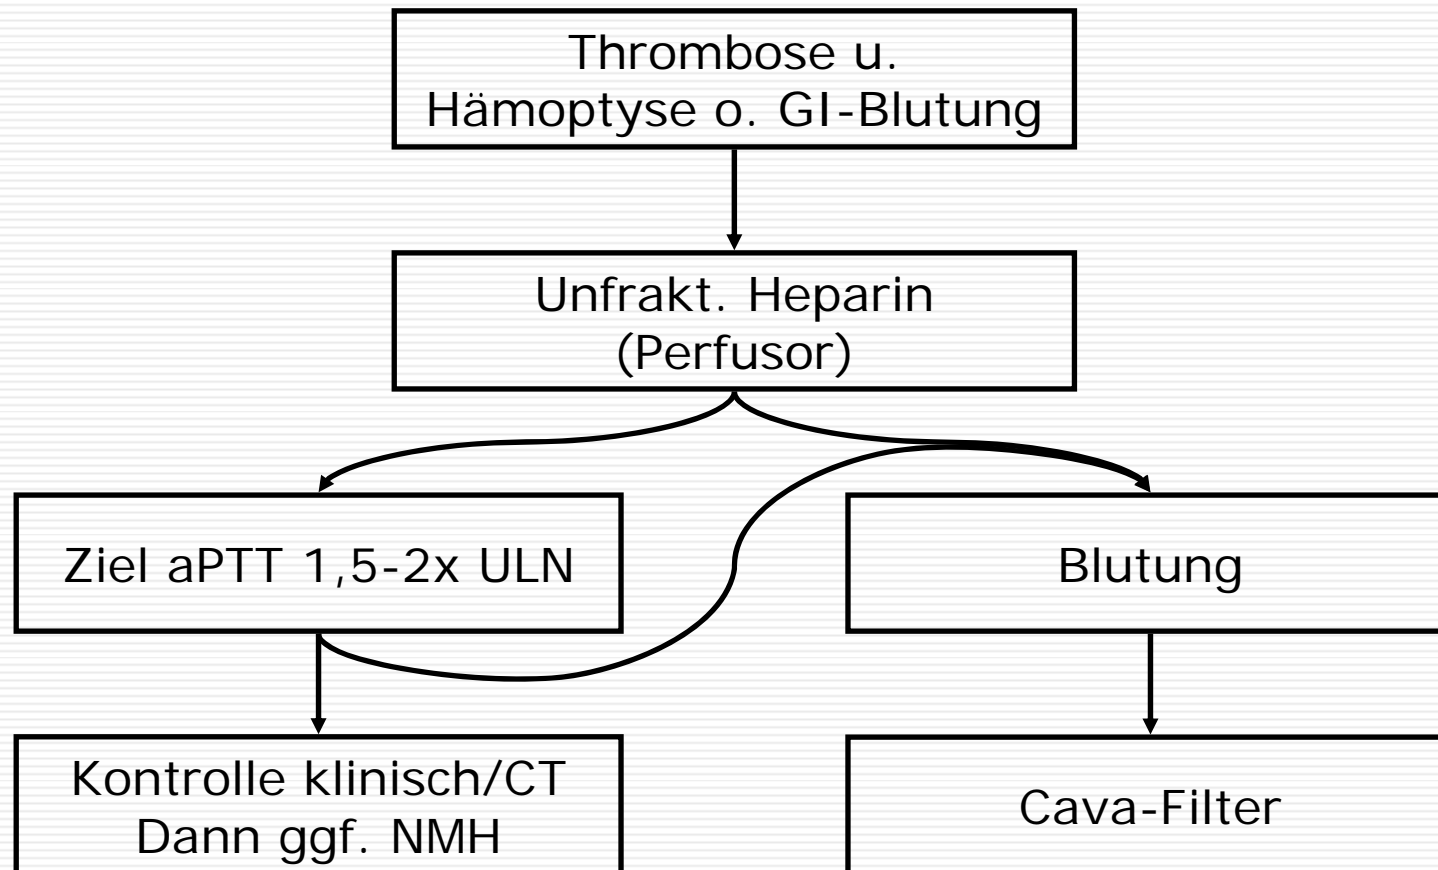 Thrombose u.
Hämoptyse o. GI-Blutung
Unfrakt. Heparin
(Perfusor)
Ziel aPTT 1,5-2x ULN
Blutung
Kontrolle klinisch/CT
Dann ggf. NMH
Cava-Filter